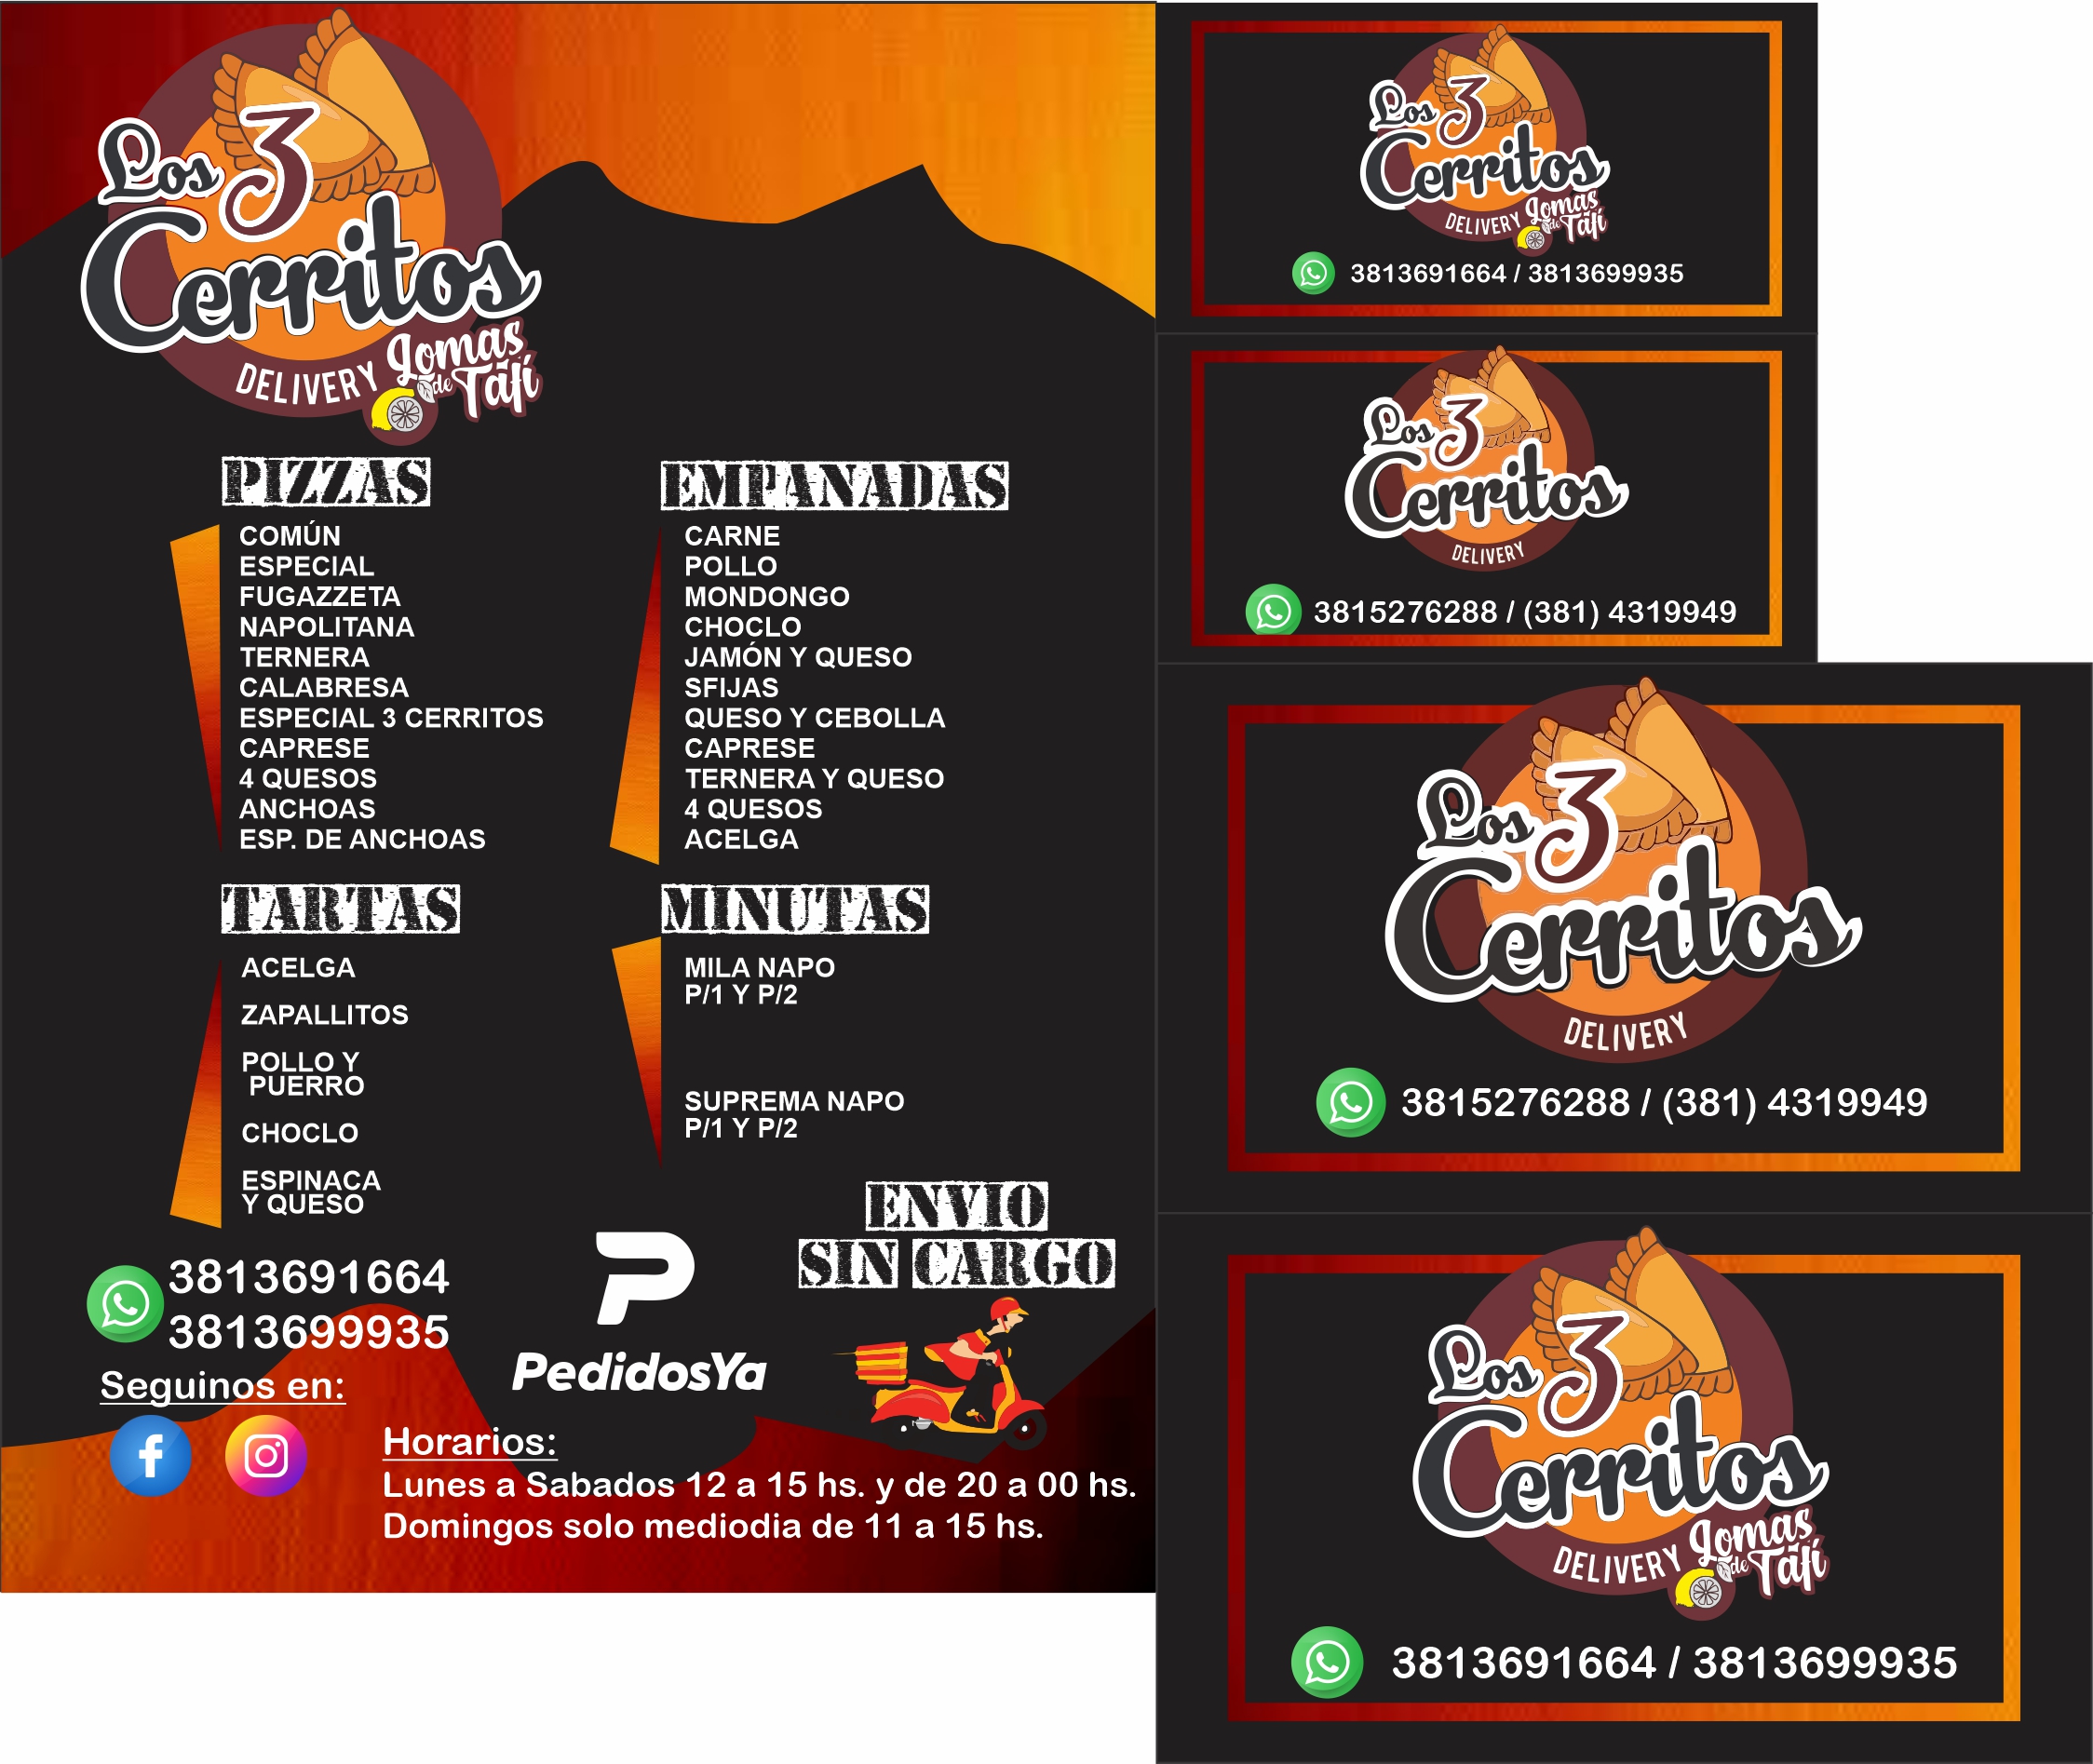 Los 3
Cerritos
DELIVERY Lomas
de Tafí
PIZZAS
COMÚN
ESPECIAL
FUGAZZETA
NAPOLITANA
TERNERA
CALABRESA
ESPECIAL 3 CERRITOS
CAPRESE
4 QUESOS
ANCHOAS
ESP. DE ANCHOAS
EMPANADAS
CARNE
POLLO
MONDONGO
CHOCLO
JAMÓN Y QUESO
SFIJAS
QUESO Y CEBOLLA
CAPRESE
TERNERA Y QUESO
4 QUESOS
ACELGA
TARTAS
ACELGA
ZAPALLITOS
POLLO Y
PUERRO
CHOCLO
ESPINACA
Y QUESO
MINUTAS
MILA NAPO
P/1 Y P/2
SUPREMA NAPO
P/1 Y P/2
ENVIO
SIN CARGO
3813691664
3813699935
Seguinos en:
PedidosYa
Horarios:
Lunes a Sabados 12 a 15 hs. y de 20 a 00 hs.
Domingos solo mediodia de 11 a 15 hs.
Los 3
Cerritos
DELIVERY Lomas
de Tafí
3813691664 / 3813699935
Los 3
Cerritos
DELIVERY
3815276288 / (381) 4319949
Los 3
Cerritos
DELIVERY
3815276288 / (381) 4319949
Los 3
Cerritos
DELIVERY Lomas
de Tafí
3813691664 / 3813699935